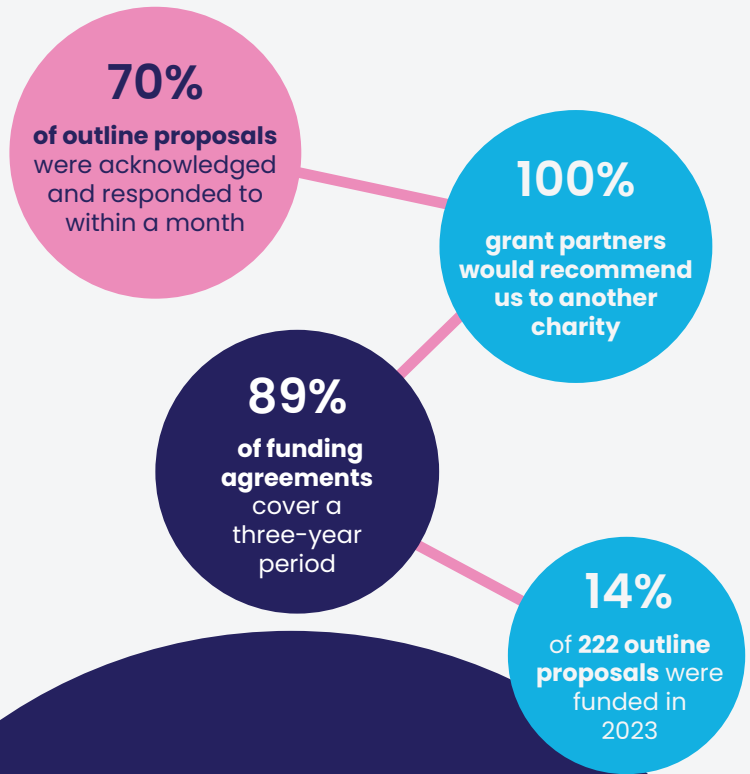 70%
of outline proposals
were acknowledged
and responded to
within a month
100%
grant partners
would recommend
us to another
charity
89%
of funding
agreements
cover a
three-year
period
14%
of 222 outline
proposals were
funded in
2023